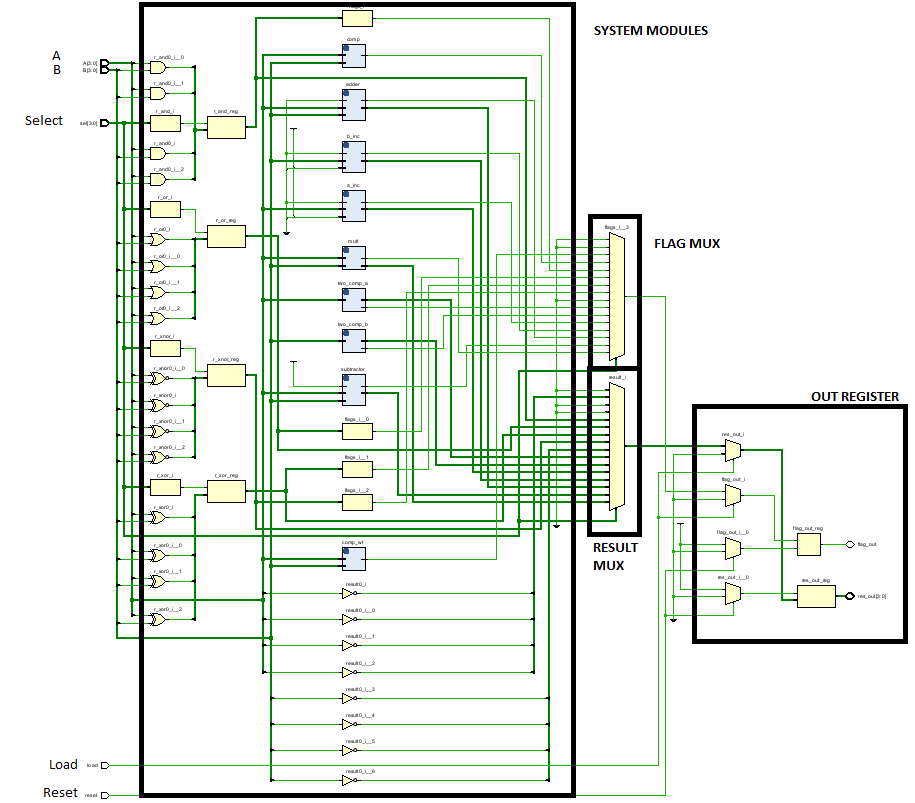 SYSTEM MODULES
A
A[3:0]
B
B[3:0]
Select
sel[3:0]
r_and0_i__0
r_and0_i__1
r_and_i
r_and_reg
r_and0_i
r_and0_i__2
r_or_i
r_or_reg
r_or0_i
r_or0_i__0
r_or0_i__1
r_or0_i__2
r_xnor_i
r_xnor_reg
r_xnor0_i__0
r_xnor0_i
r_xnor0_i__1
r_xnor0_i__2
r_xor_i
r_xor_reg
r_xor0_i
r_xor0_i__0
r_xor0_i__1
r_xor0_i__2
comp
adder
b_inc
a_inc
mult
two_comp_a
two_comp_b
subtractor
flags_i__0
flags_i__1
flags_i__2
comp_wt
result0_i
result0_i__0
result0_i__1
result0_i__2
result0_i__3
result0_i__4
result0_i__5
result0_i__6
flags_i__3
FLAG MUX
result_i
RESULT
MUX
OUT REGISTER
res_out_i
flag_out_i
flag_out_i__0
flag_out_reg
flag_out
res_out_i__0
res_out_reg
res_out[3:0]
Load
load
Reset
reset